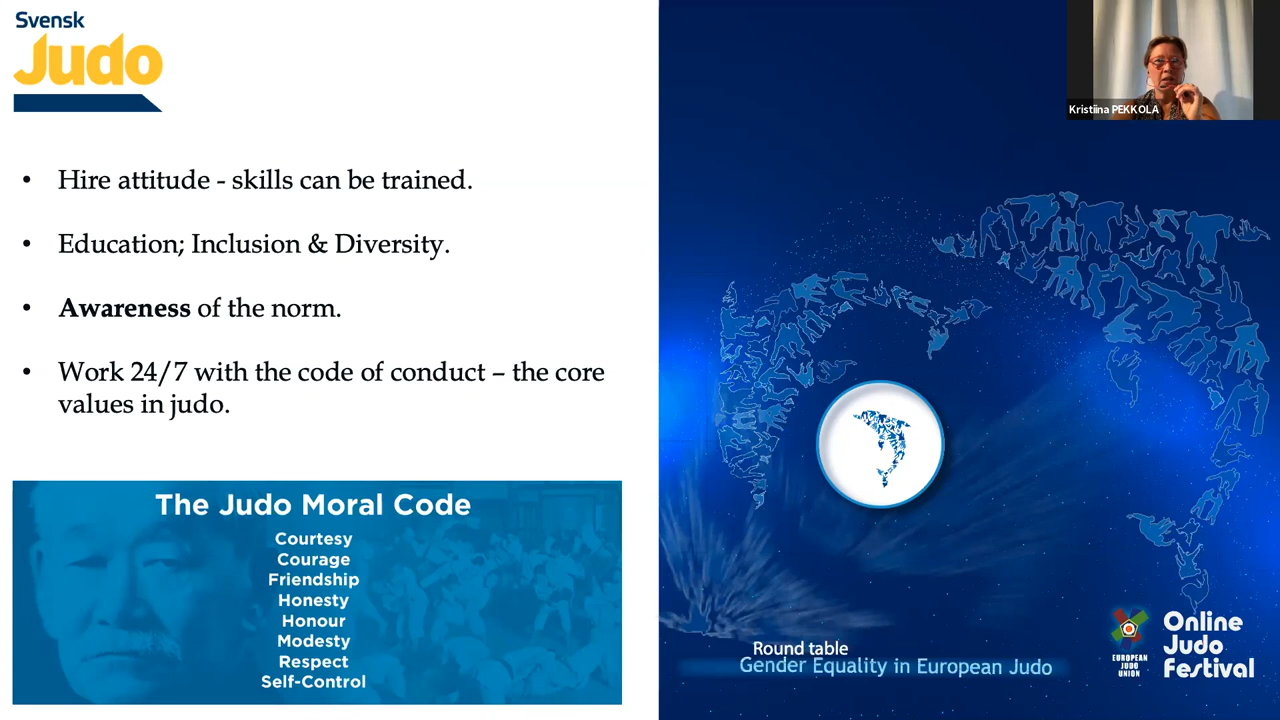 Svensk
Judo
• Hire attitude - skills can be trained.
• Education; Inclusion & Diversity.
• Awareness of the norm.
• Work 24/7 with the code of conduct – the core
values in judo.
The Judo Moral Code
Courtesy
Courage
Friendship
Honesty
Honour
Modesty
Respect
Self-Control
Kristiina PEKKOLA
Round table
Gender Equality in European Judo
EUROPEAN
JUDO
UNION
Online
Judo
Festival